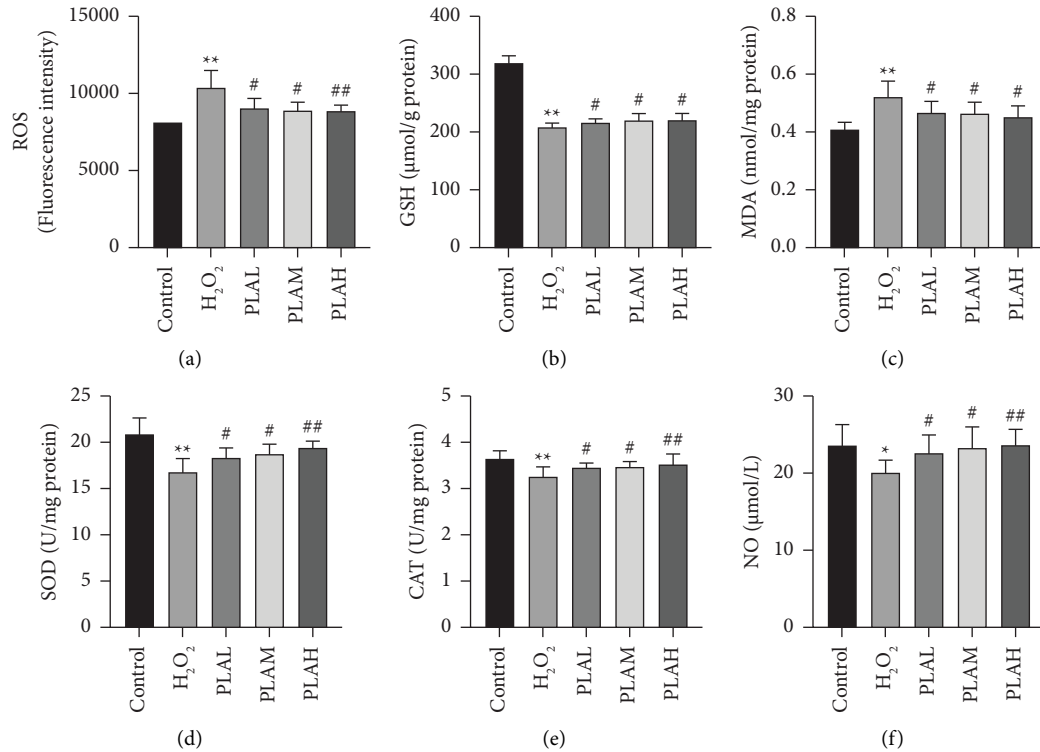 ROS
(Fluorescence intensity)
15000
10000
5000
0
**
#
#
##
Control
H₂O₂
PLAL
PLAM
PLAH
(a)
GSH (μmol/g protein)
400
300
200
100
0
**
#
#
#
Control
H₂O₂
PLAL
PLAM
PLAH
(b)
MDA (nmol/mg protein)
0.8
0.6
0.4
0.2
0.0
**
#
#
#
Control
H₂O₂
PLAL
PLAM
PLAH
(c)
SOD (U/mg protein)
25
20
15
10
5
0
**
#
#
##
Control
H₂O₂
PLAL
PLAM
PLAH
(d)
CAT (U/mg protein)
5
4
3
2
1
0
**
#
#
##
Control
H₂O₂
PLAL
PLAM
PLAH
(e)
NO (μmol/L)
30
20
10
0
*
#
#
##
Control
H₂O₂
PLAL
PLAM
PLAH
(f)